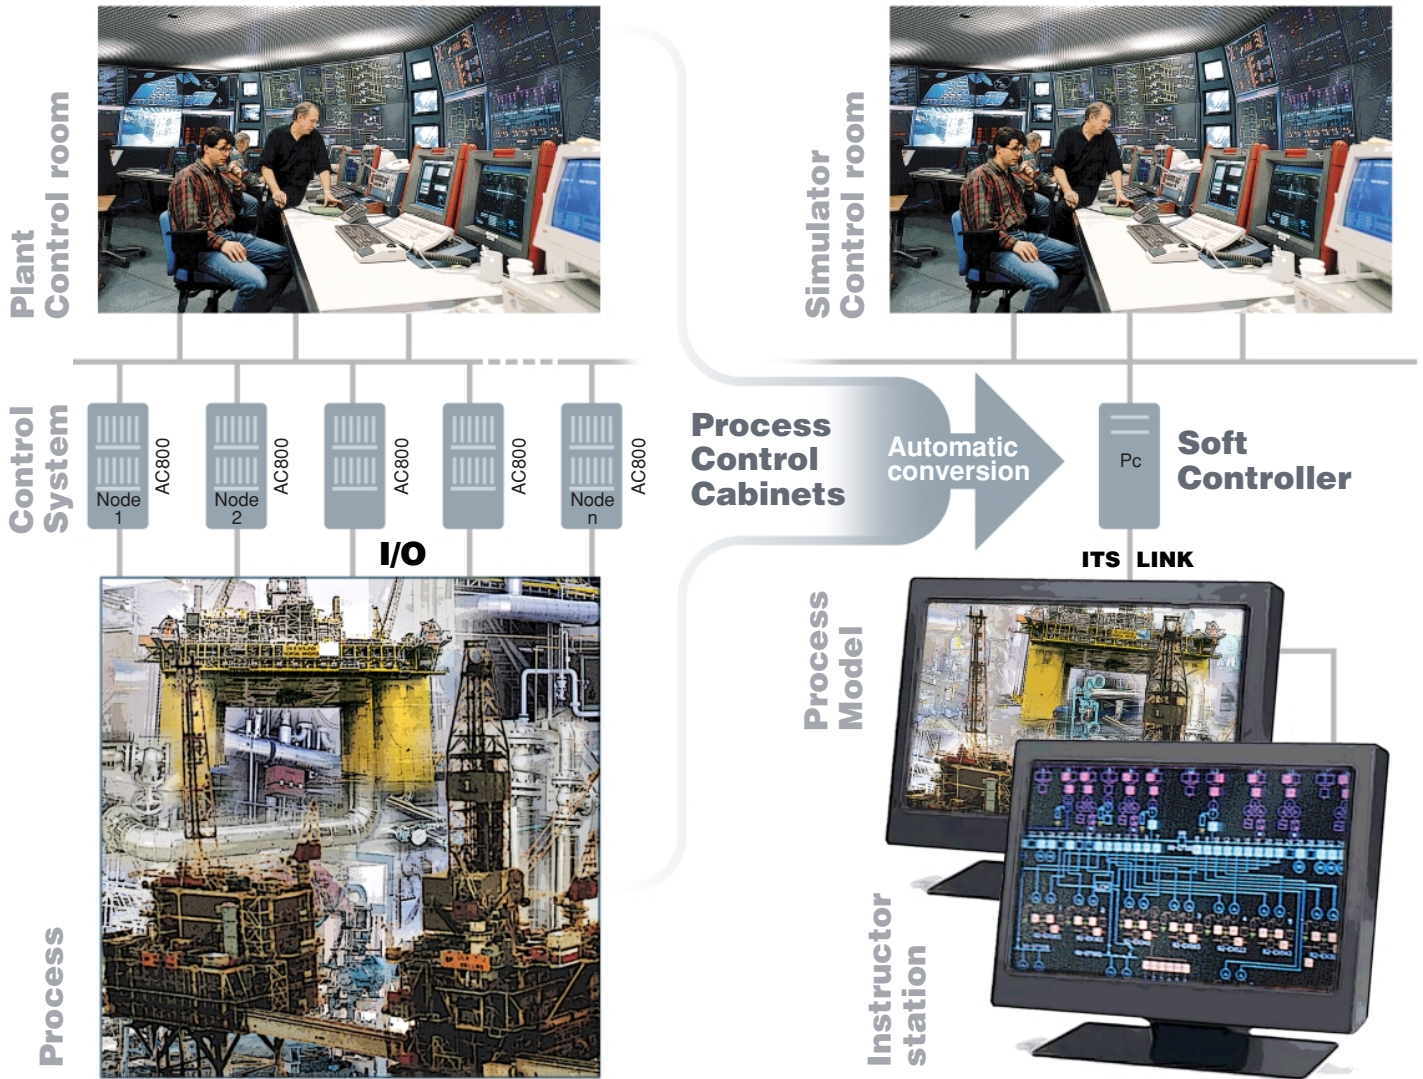 Plant
Control room
Simulator
Control room
Control
System
Node
1
AC800
Node
2
AC800
AC800
AC800
Node
n
AC800
Process
Control
Cabinets
Automatic
conversion
Pc
Soft
Controller
I/O
ITS LINK
Process
Process
Model
Instructor
station